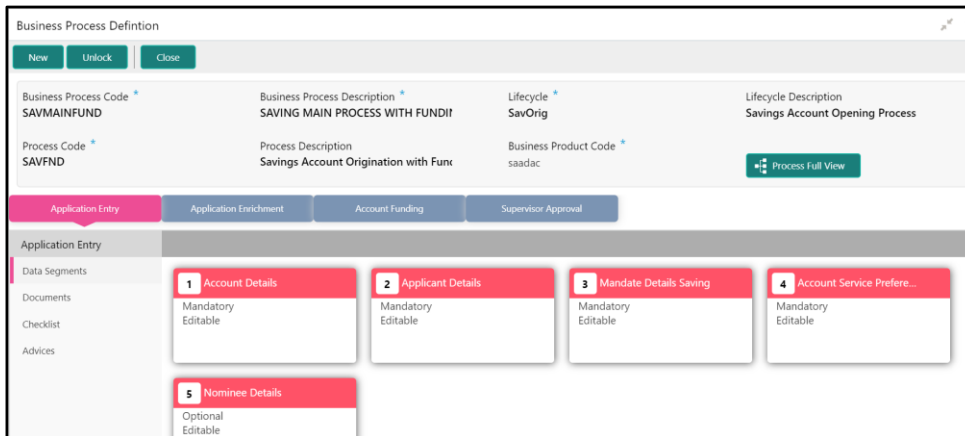 Business Process Defintion
New Unlock Close
Business Process Code * Business Process Description * Lifecycle * Lifecycle Description
SAVMAINFUND SAVING MAIN PROCESS WITH FUNDIN SavOrig Savings Account Opening Process
Process Code * Process Description Business Product Code *
SAVFND Savings Account Origination with Fund saadac Process Full View
Application Entry Application Enrichment Account Funding Supervisor Approval
Application Entry
Data Segments
Documents
Checklist
Advices
1 Account Details
Mandatory
Editable
2 Applicant Details
Mandatory
Editable
3 Mandate Details Saving
Mandatory
Editable
4 Account Service Prefere...
Mandatory
Editable
5 Nominee Details
Optional
Editable